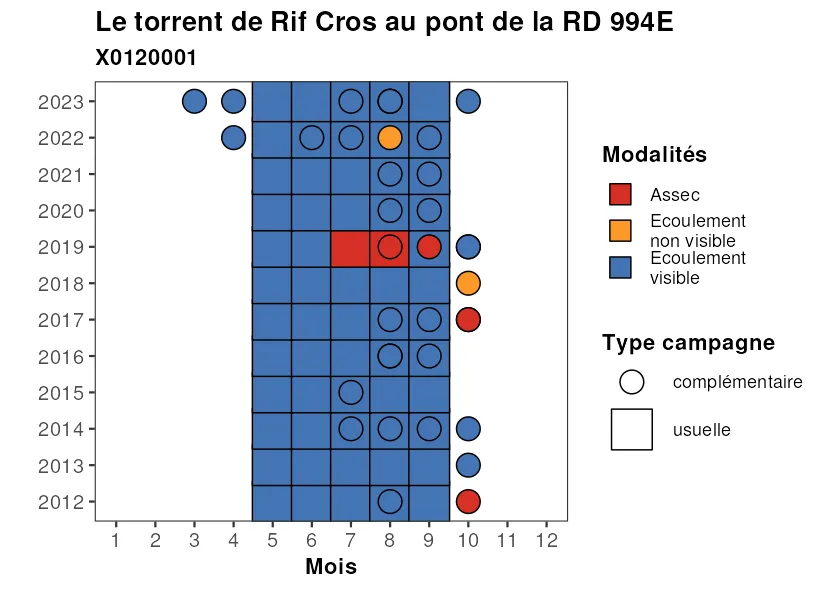 Le torrent de Rif Cros au pont de la RD 994E
X0120001
2023
2022
2021
2020
2019
2018
2017
2016
2015
2014
2013
2012
1 2 3 4 5 6 7 8 9 10 11 12
Mois
Modalités
Assec
Ecoulement
non visible
Ecoulement
visible
Type campagne
complémentaire
usuelle